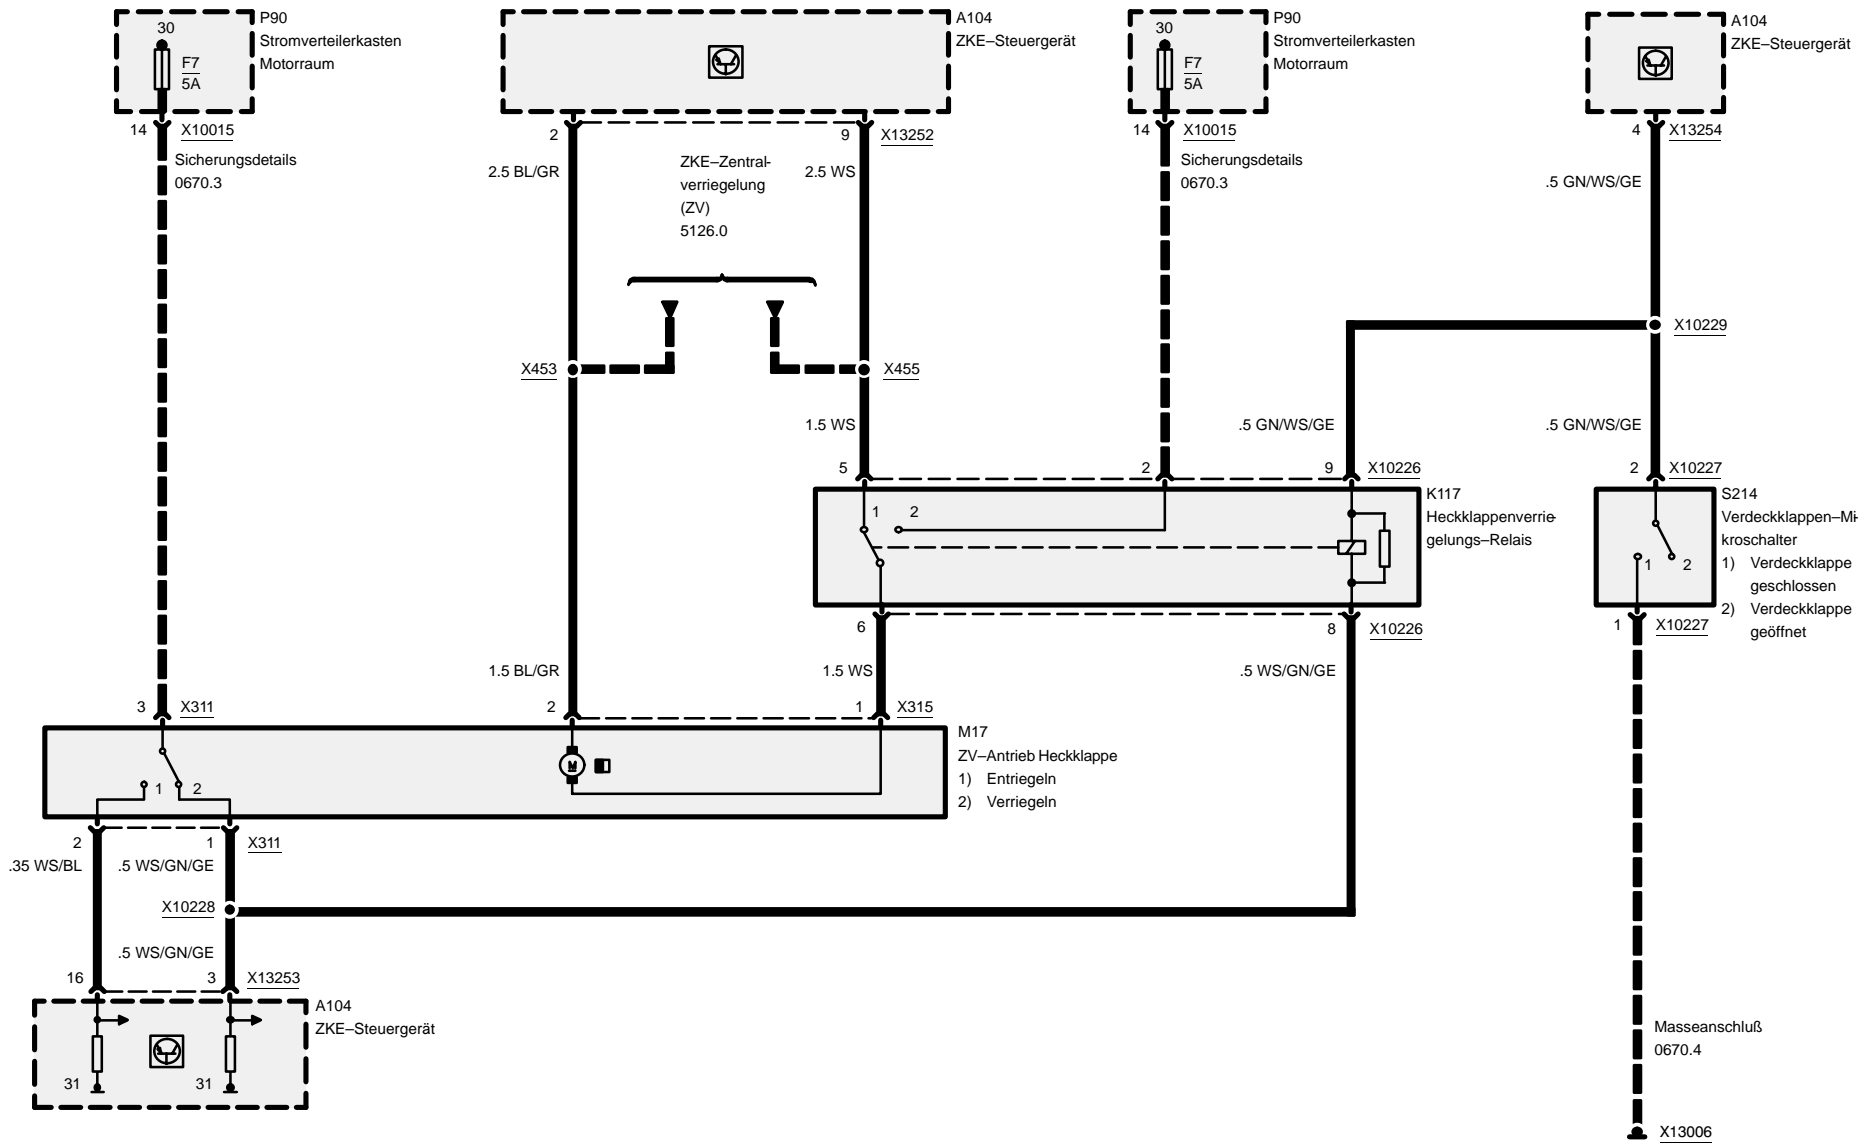 P90
Stromverteilerkasten
Motorraum
30
F7
5A
14
X10015
Sicherungsdetails
0670.3
A104
ZKE–Steuergerät
2
9
X13252
2.5 BL/GR
ZKE–Zentral-
verriegelung
(ZV)
5126.0
2.5 WS
P90
Stromverteilerkasten
Motorraum
30
F7
5A
14
X10015
Sicherungsdetails
0670.3
A104
ZKE–Steuergerät
4
X13254
.5 GN/WS/GE
X10229
X453
X455
1.5 WS
.5 GN/WS/GE
.5 GN/WS/GE
5
2
9
X10226
2
X10227
1
2
K117
Heckklappenverrie-
gelungs–Relais
S214
Verdeckklappen–Mi-
kroschalter
1) Verdeckklappe
geschlossen
2) Verdeckklappe
geöffnet
1
2
6
8
X10226
1
X10227
1.5 BL/GR
1.5 WS
.5 WS/GN/GE
3
X311
2
1
X315
M17
ZV–Antrieb Heckklappe
1) Entriegeln
2) Verriegeln
M
1
2
2
1
X311
.35 WS/BL
.5 WS/GN/GE
X10228
.5 WS/GN/GE
16
3
X13253
A104
ZKE–Steuergerät
31
31
Masseanschluß
0670.4
X13006